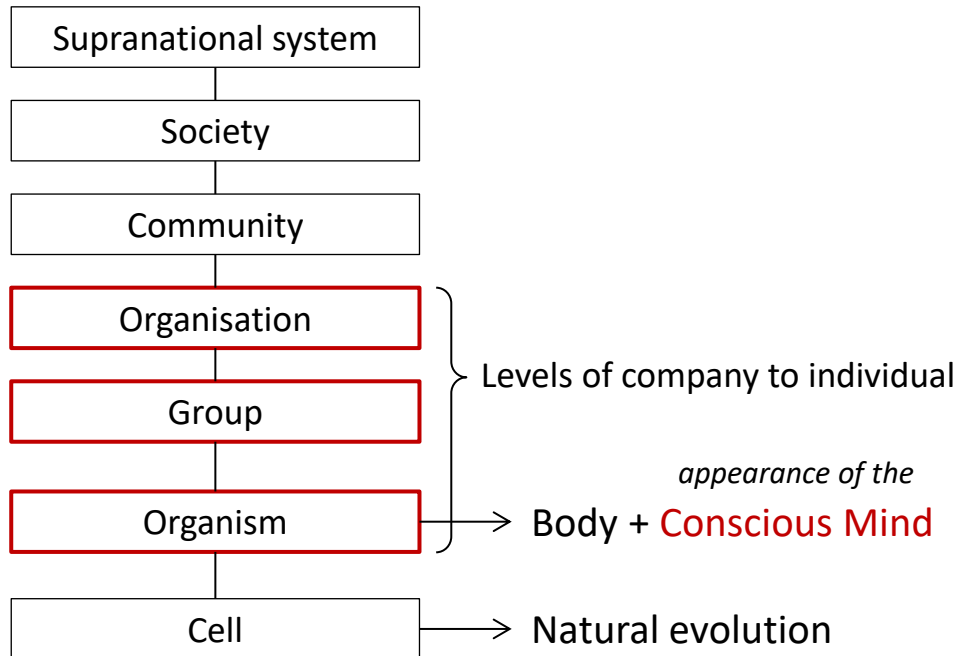 Supranational system
Society
Community
Organisation
Levels of company to individual
Group
appearance of the
Organism
Body + Conscious Mind
Cell
Natural evolution